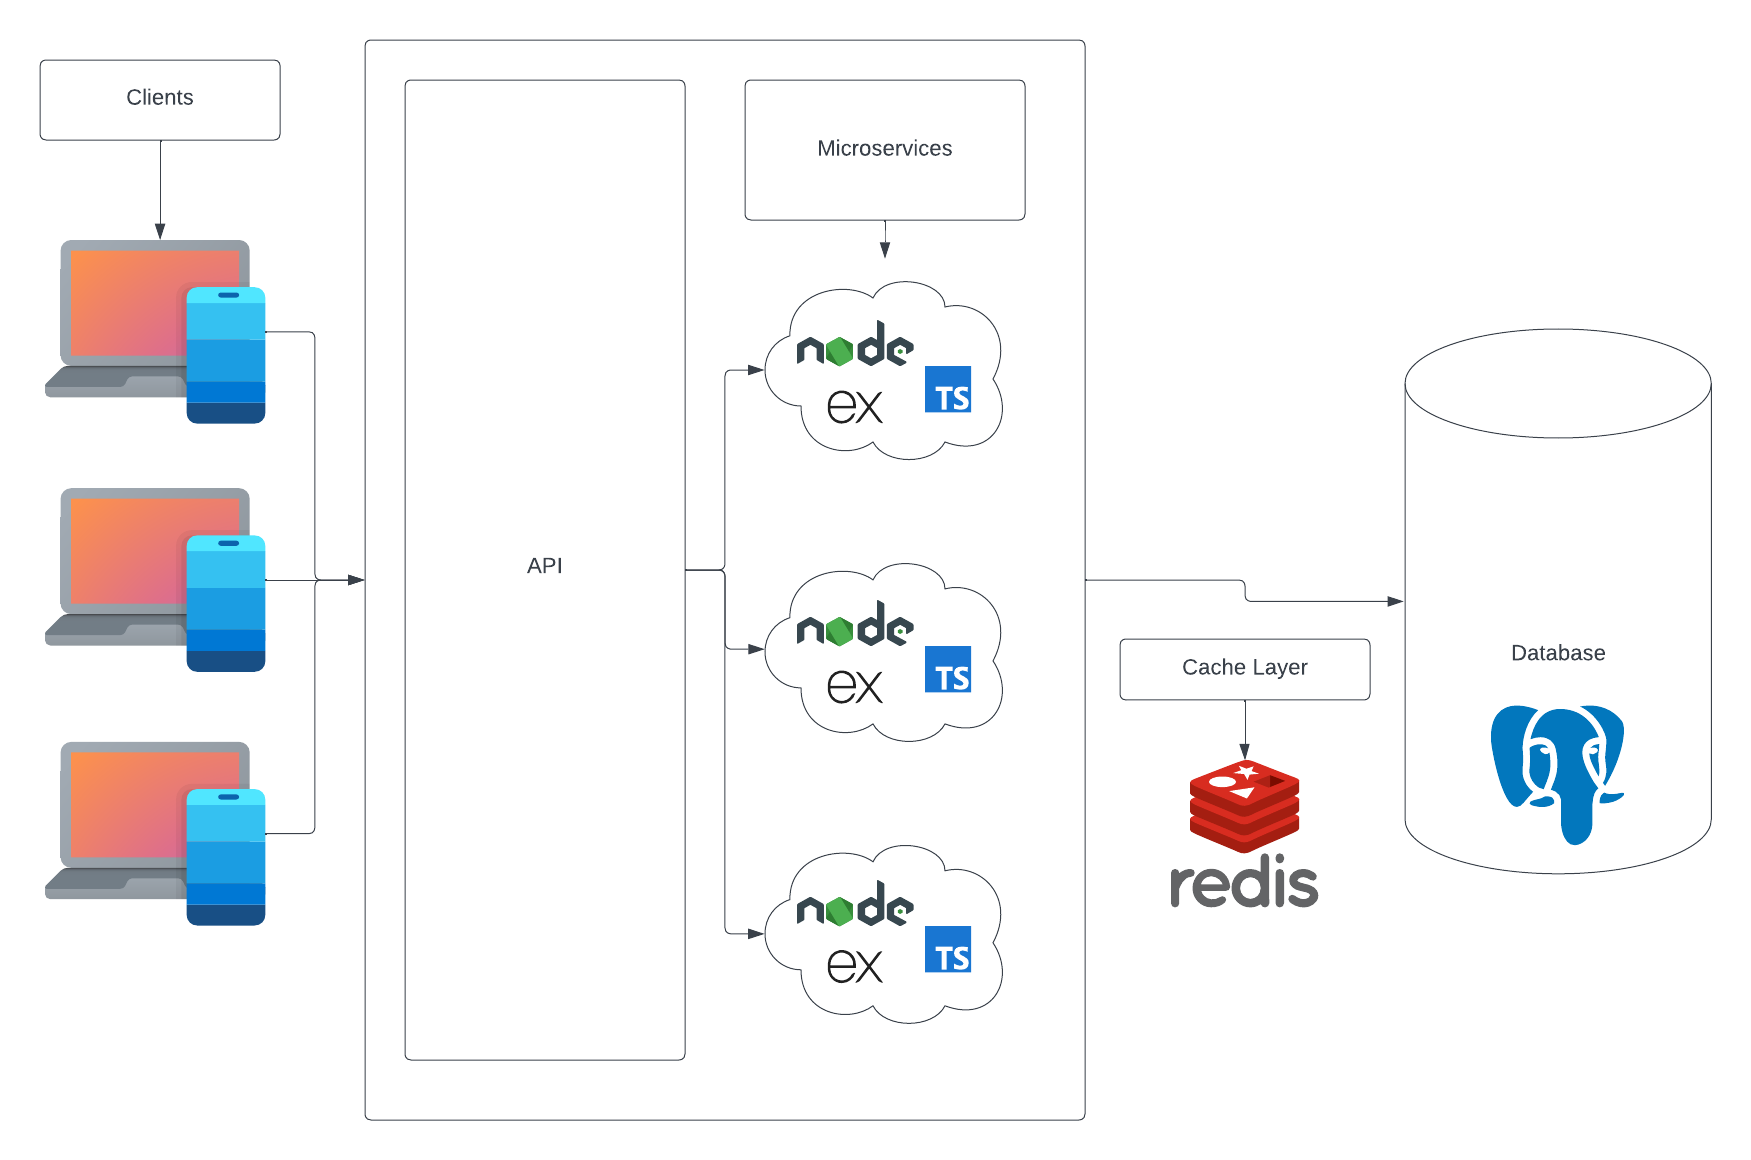 Clients
Microservices
API
node
ex
TS
node
ex
TS
node
ex
TS
Cache Layer
redis
Database